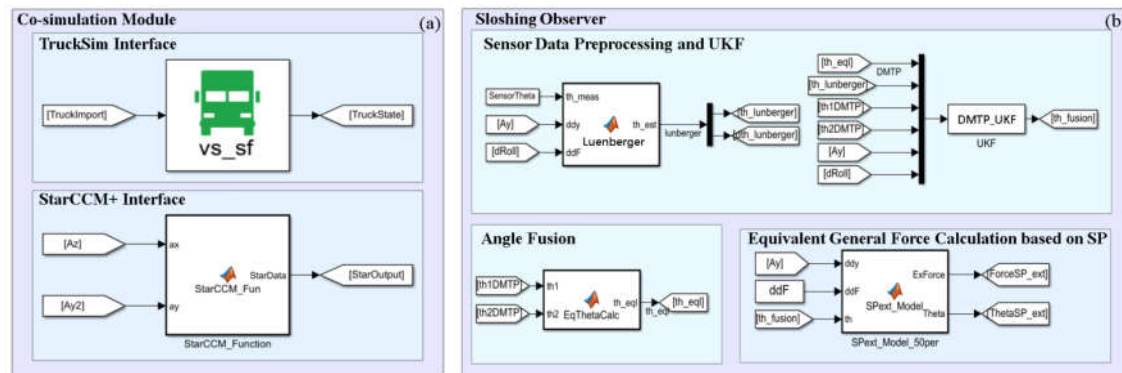 Co-simulation Module
(a)
TruckSim Interface
[TruckImport]
vs_sf
[TruckState]
StarCCM+ Interface
[Az]
ax
StarData
[StarOutput]
StarCCM_Fun
[Ay2]
ay
StarCCM_Function
Sloshing Observer
(b)
Sensor Data Preprocessing and UKF
SensorTheta
th_meas
[Ay]
ddy
th_est
[dRoll]
ddF
Luenberger
lunberger
[th_lunberger]
[dth_lunberger]
[th_eql]
DMTP
[th_lunberger]
[th1DMTP]
[th2DMTP]
[Ay]
[dRoll]
DMTP_UKF
UKF
[th_fusion]
Angle Fusion
[th1DMTP]
th1
[th2DMTP]
th2
th_eql
EqThetaCalc
th_eql
[th_eql]
Equivalent General Force Calculation based on SP
[Ay]
ddy
ddF
ddF
[th_fusion]
th
ExForce
SPext_Model
Theta
[ForceSP_ext]
[ThetaSP_ext]
SPext_Model_50per